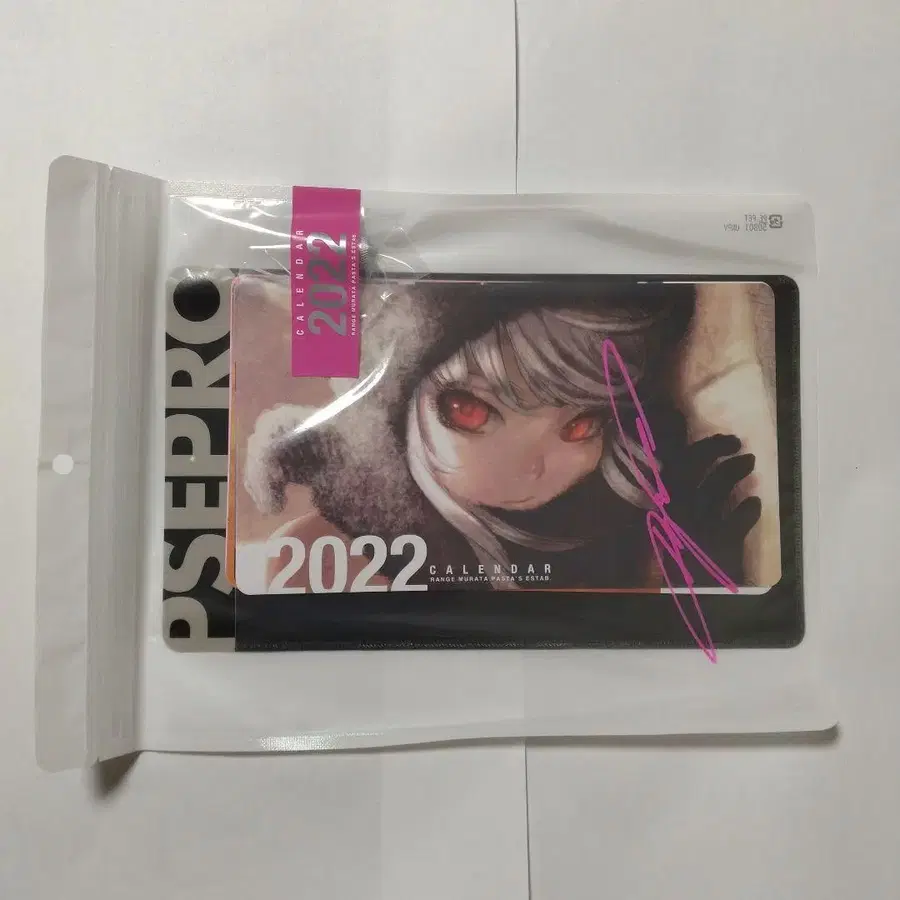 CALENDAR
2022
RANGE MURATA PASTA'S ESTAB
PSEPRO
2022
CALENDAR
RANGE MURATA PASTA'S ESTAB